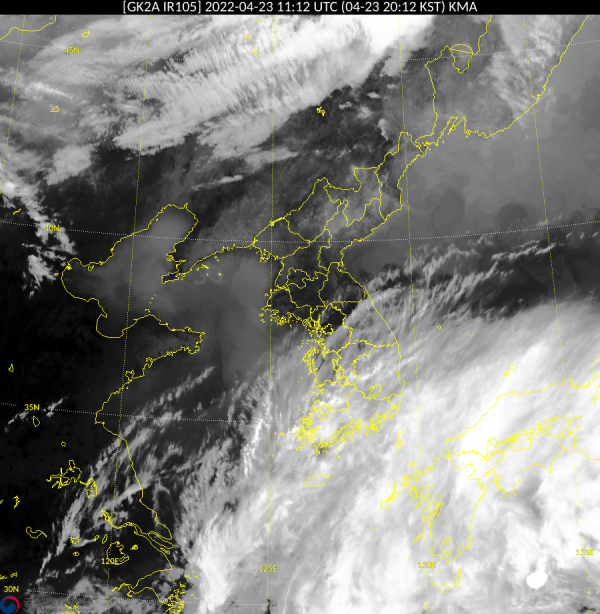 [GK2A IR105] 2022-04-23 11:12 UTC (04-23 20:12 KST) KMA
45N
40N
35N
120E
125E
130E
135E
30N